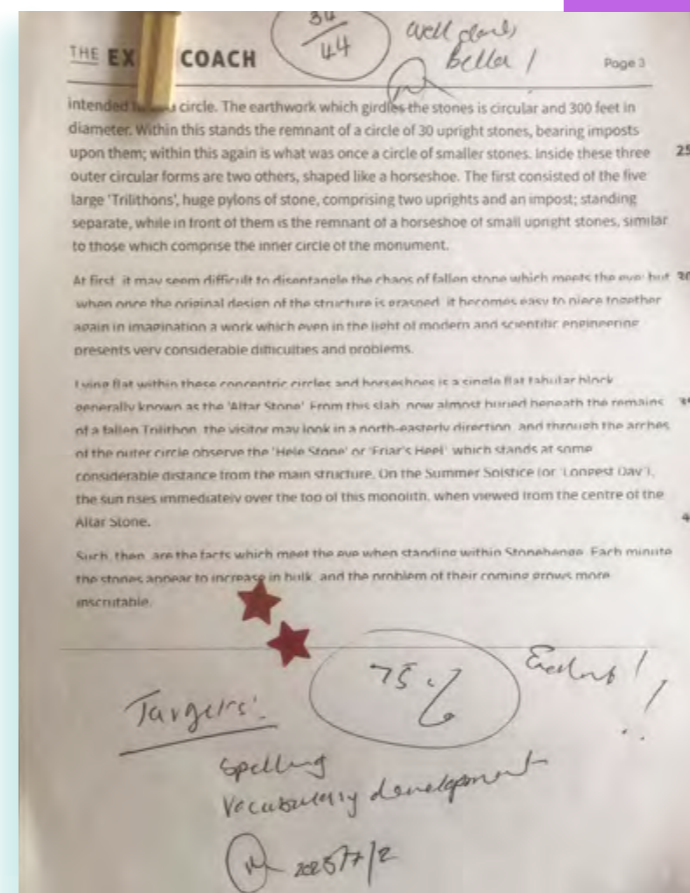 34
44
well done,
bella!
THE EX COACH
Page 3
intended circle. The earthwork which girdles the stones is circular and 300 feet in
diameter. Within this stands the remnant of a circle of 30 upright stones, bearing imposts
upon them; within this again is what was once a circle of smaller stones. Inside these three
25
outer circular forms are two others, shaped like a horseshoe. The first consisted of the five
large 'Trilithons', huge pylons of stone, comprising two uprights and an impost; standing
separate, while in front of them is the remnant of a horseshoe of small upright stones, similar
to those which comprise the inner circle of the monument.
At first it may seem difficult to disentangle the chaos of fallen stone which meets the eye; but
30
when once the original design of the structure is grasped it becomes easy to piece together
again in imagination a work which even in the light of modern and scientific engineering
presents very considerable difficulties and problems.
Lying flat within these concentric circles and horseshoes is a single flat tabular block
generally known as the 'Altar Stone' From this slab, now almost buried beneath the remains
of a fallen Trilithon, the visitor may look in a north-easterly direction, and through the arches
of the outer circle observe the 'Hele Stone' or 'Friar's Heel' which stands at some
considerable distance from the main structure. On the Summer Solstice (or 'Longest Day'),
the sun rises immediately over the top of this monolith, when viewed from the centre of the
Altar Stone.
Such, then, are the facts which meet the eye when standing within Stonehenge. Each minute
the stones appear to increase in bulk, and the problem of their coming grows more
inscrutable.
75%
Excellent!
Targets:
Spelling
Vocabulary development